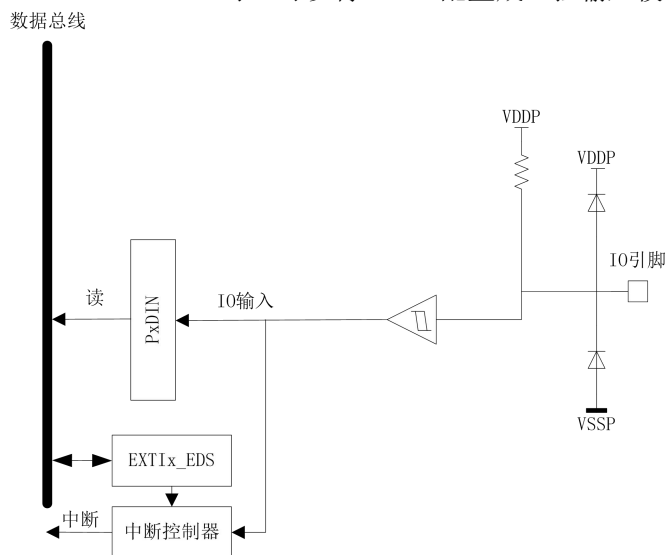 数据总线
VDDP
VDDP
IO引脚
读
IO输入
PxDIN
EXTIx_EDS
中断
中断控制器
VSSP